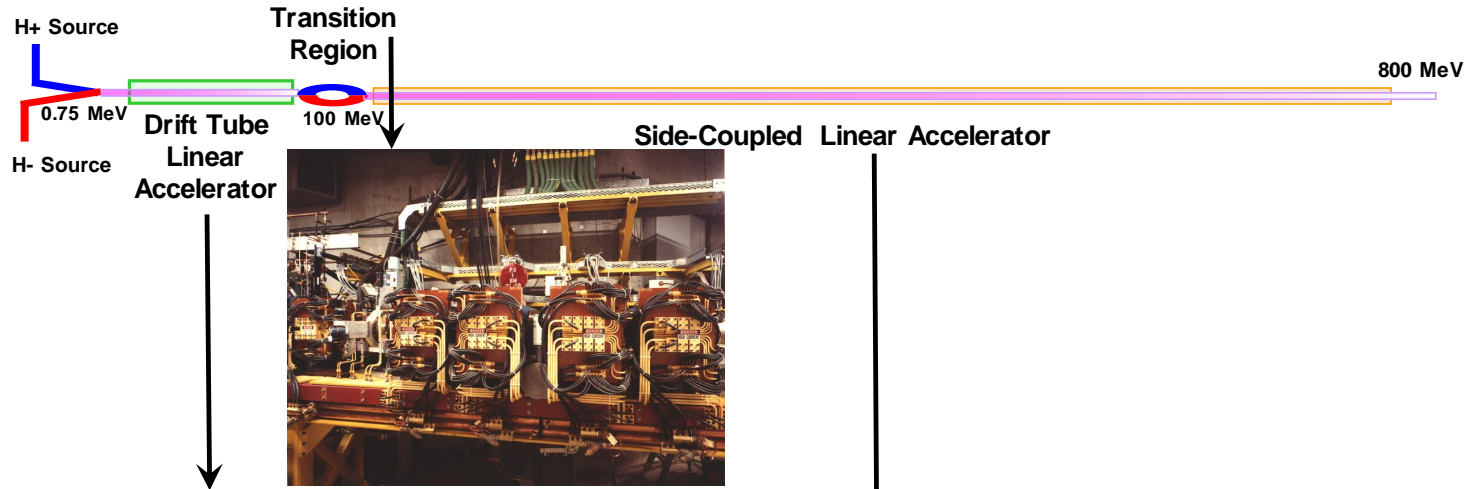 H+ Source
Transition
Region
800 MeV
0.75 MeV
100 MeV
H- Source
Drift Tube
Linear
Accelerator
Side-Coupled Linear Accelerator